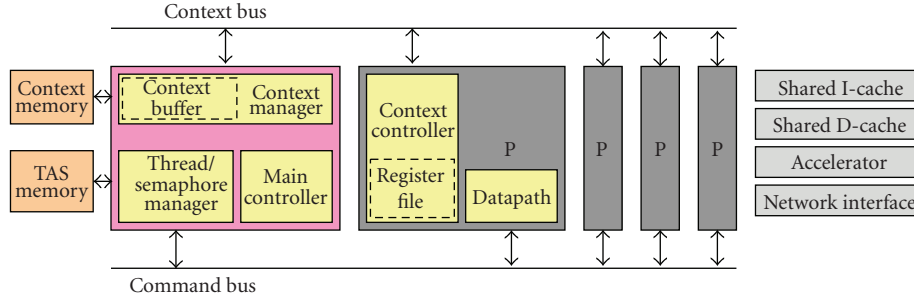 Context bus
Context
memory
Context
buffer
Context
manager
TAS
memory
Thread/
semaphore
manager
Main
controller
Context
controller
Register
file
P
Datapath
P
P
P
Shared I-cache
Shared D-cache
Accelerator
Network interface
Command bus